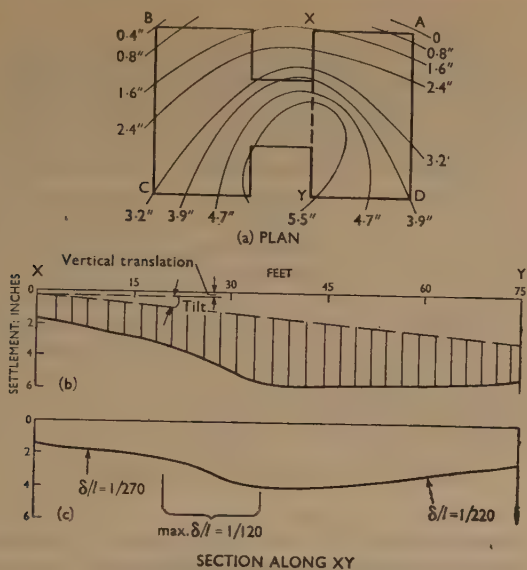 B X A
0·4" 0
0·8" 0·8"
1·6" 1·6"
2·4"
2·4"
3·2'
C Y D
3·2" 3·9" 4·7" 5·5" 4·7" 3·9"
(a) PLAN
X Vertical translation FEET Y
0 15 30 45 60 75
Tilt
SETTLEMENT: INCHES
2
4
6
(b)
0
2
4
6
(c)
δ/l = 1/270
max. δ/l = 1/120
δ/l = 1/220
SECTION ALONG XY